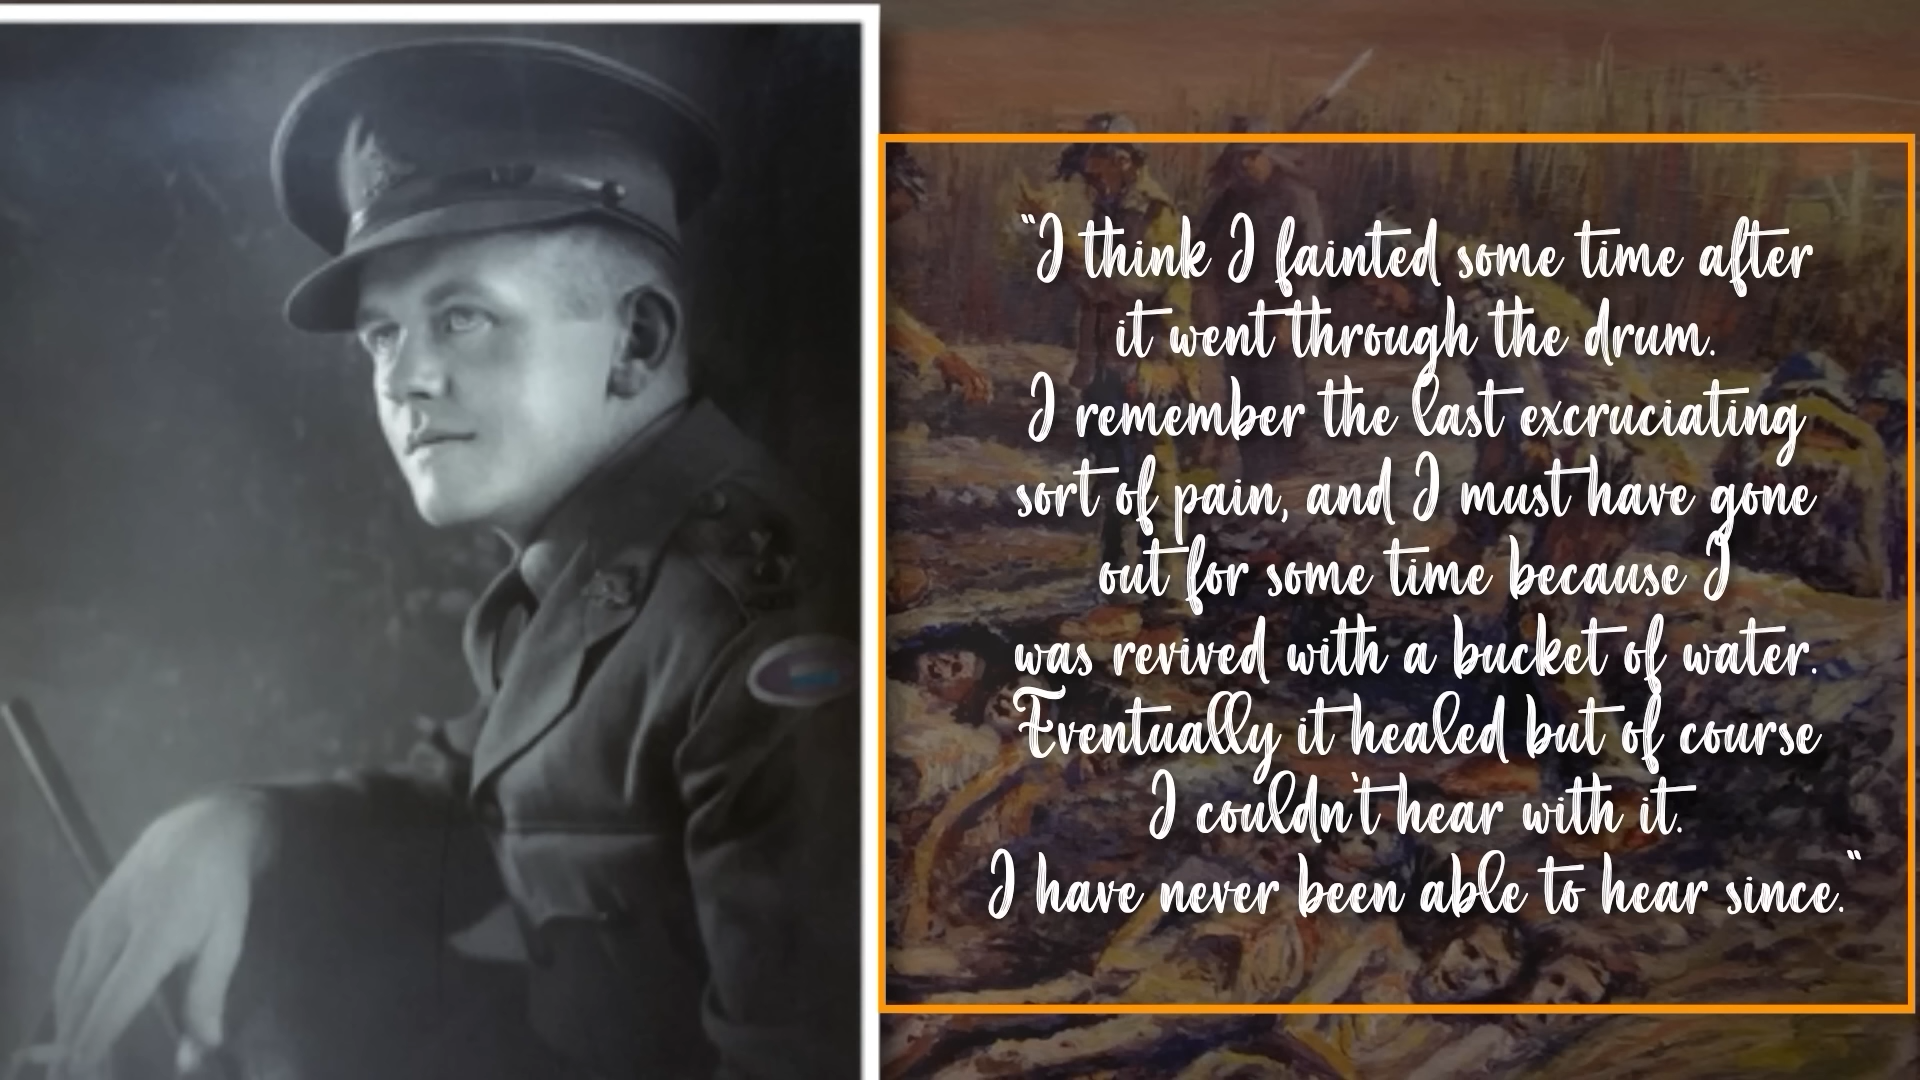 "I think I fainted some time after
it went through the drum.
I remember the last excruciating
sort of pain, and I must have gone
out for some time because I
was revived with a bucket of water.
Eventually it healed but of course
I couldn't hear with it.
I have never been able to hear since."